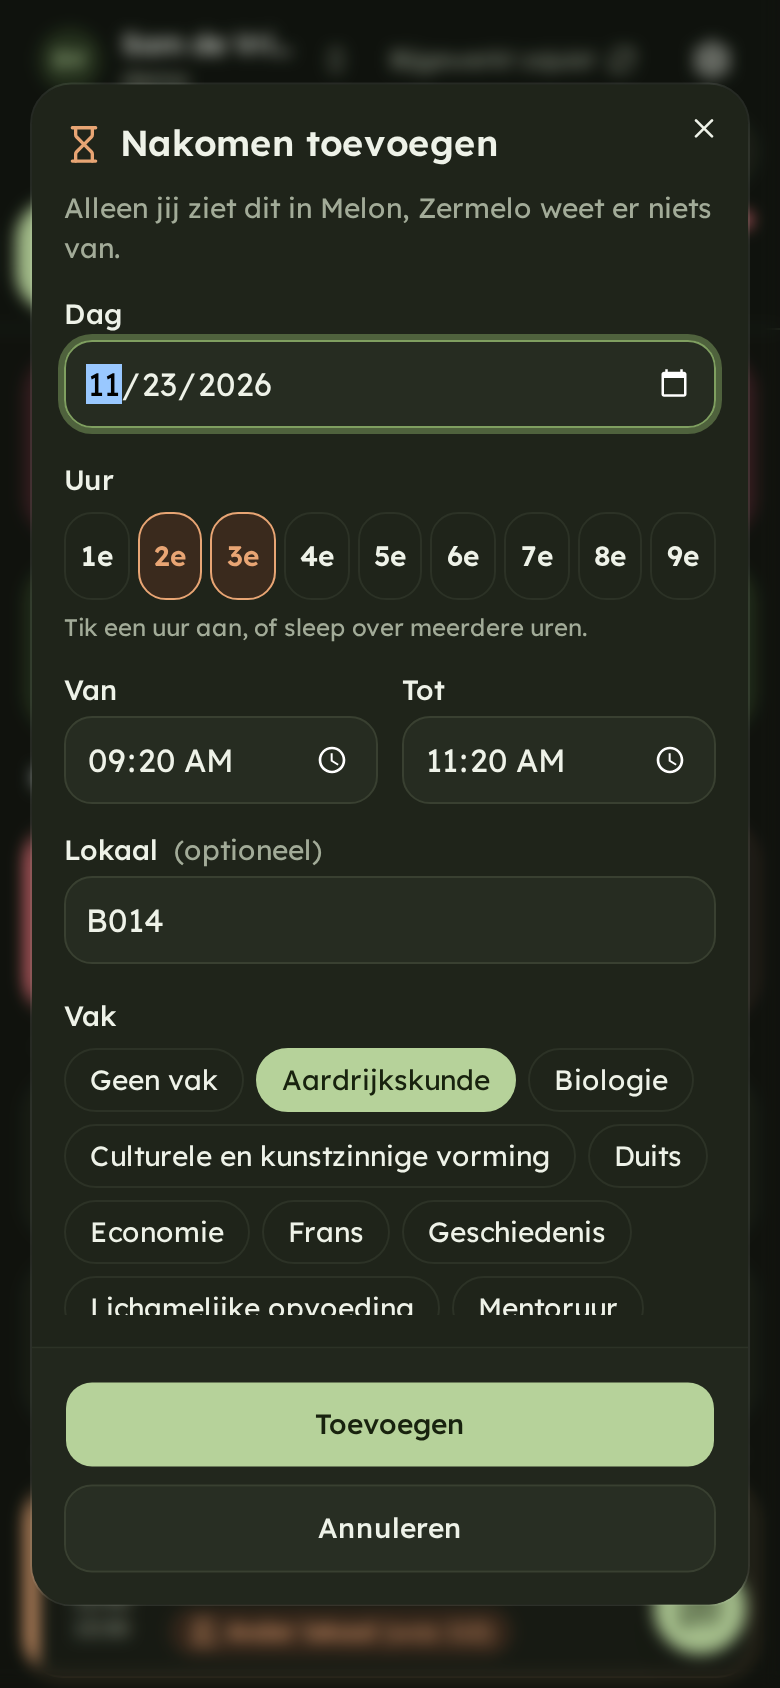 Nakomen toevoegen
Alleen jij ziet dit in Melon, Zermelo weet er niets
van.
Dag
11/23/2026
Uur
1e 2e 3e 4e 5e 6e 7e 8e 9e
Tik een uur aan, of sleep over meerdere uren.
Van Tot
09:20 AM 11:20 AM
Lokaal (optioneel)
B014
Vak
Geen vak Aardrijkskunde Biologie
Culturele en kunstzinnige vorming Duits
Economie Frans Geschiedenis
Lichamelijke opvoeding Mentoruur
Toevoegen
Annuleren